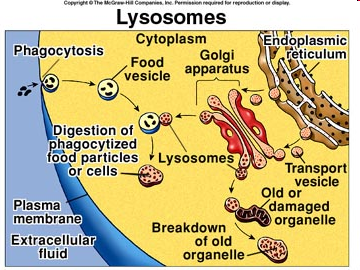 Copyright © The McGraw-Hill Companies, Inc. Permission required for reproduction or display.
Lysosomes
Cytoplasm
Phagocytosis
Food
vesicle
Golgi
apparatus
Endoplasmic
reticulum
Digestion of
phagocytized
food particles
or cells
Lysosomes
Transport
vesicle
Old or
damaged
organelle
Plasma
membrane
Breakdown
of old
organelle
Extracellular
fluid